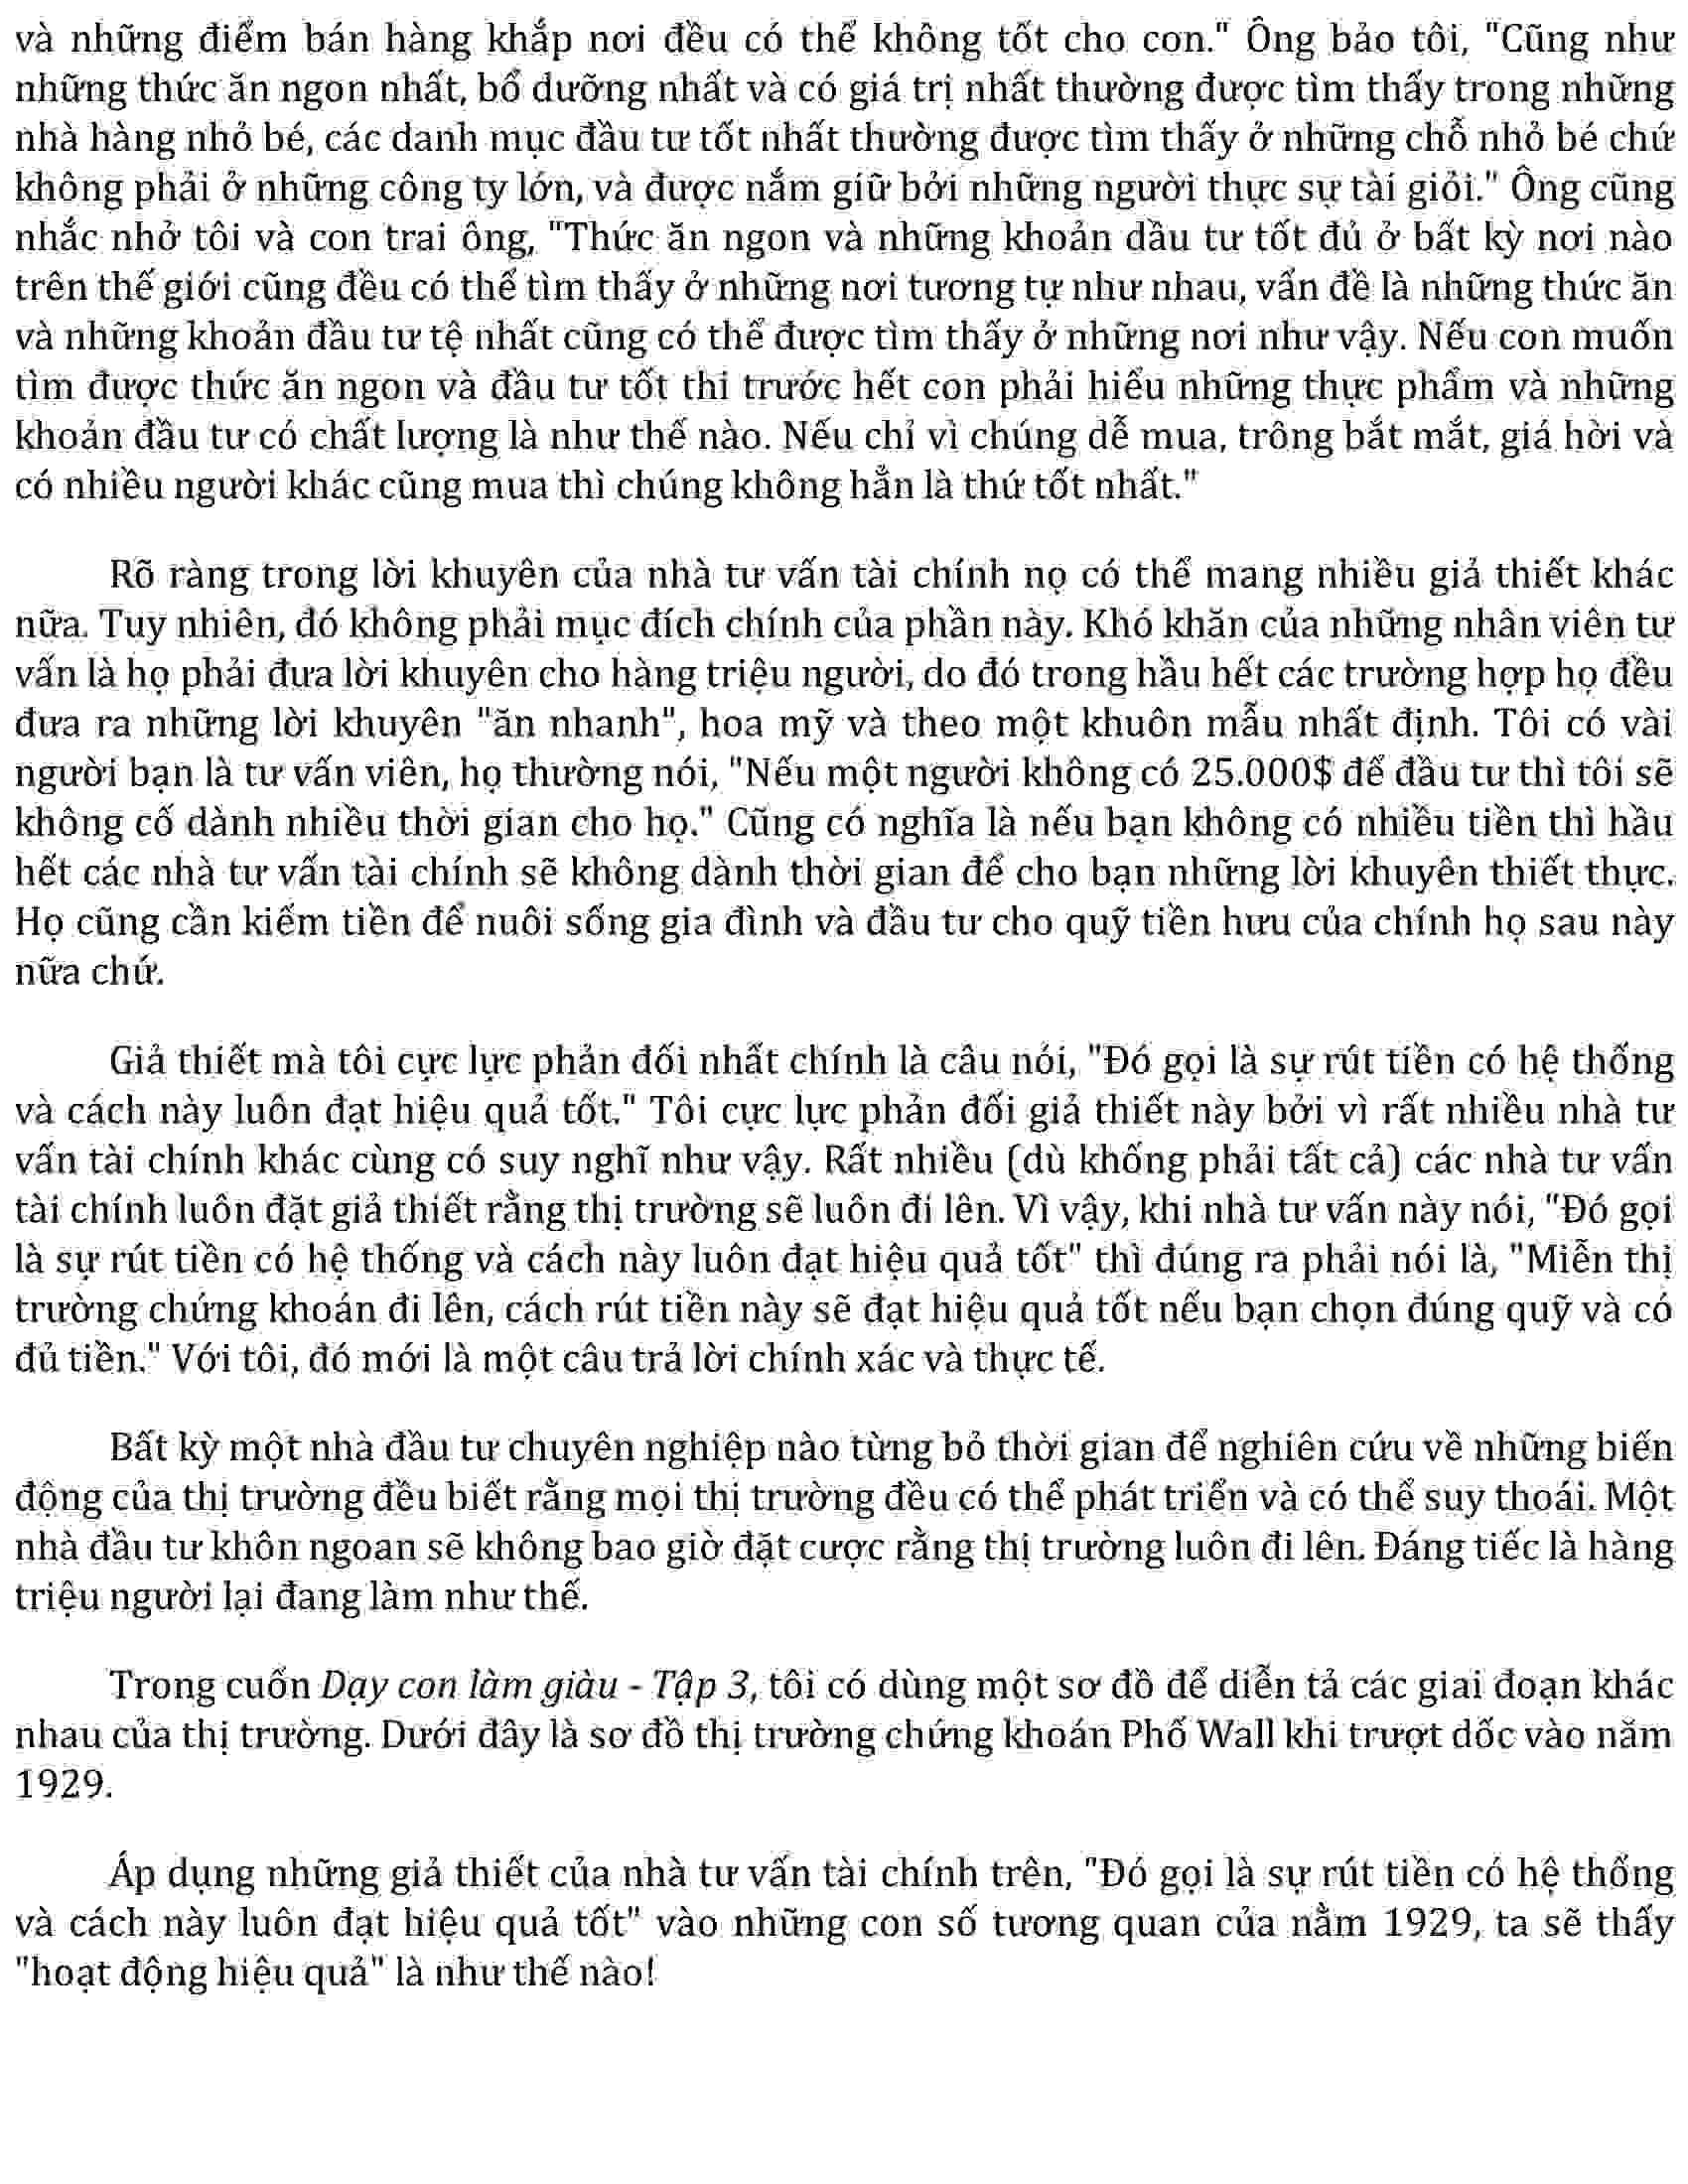 và những điểm bán hàng khắp nơi đều có thể không tốt cho con." Ông bảo tôi, "Cũng như
những thức ăn ngon nhất, bổ dưỡng nhất và có giá trị nhất thường được tìm thấy trong những
nhà hàng nhỏ bé, các danh mục đầu tư tốt nhất thường được tìm thấy ở những chỗ nhỏ bé chứ
không phải ở những công ty lớn, và được nắm giữ bởi những người thực sự tài giỏi." Ông cũng
nhắc nhở tôi và con trai ông, "Thức ăn ngon và những khoản dầu tư tốt đủ ở bất kỳ nơi nào
trên thế giới cũng đều có thể tìm thấy ở những nơi tương tự như nhau, vấn đề là những thức ăn
và những khoản đầu tư tệ nhất cũng có thể được tìm thấy ở những nơi như vậy. Nếu con muốn
tìm được thức ăn ngon và đầu tư tốt thi trước hết con phải hiểu những thực phẩm và những
khoản đầu tư có chất lượng là như thế nào. Nếu chỉ vì chúng dễ mua, trông bắt mắt, giá hời và
có nhiều người khác cũng mua thì chúng không hẳn là thứ tốt nhất."
Rõ ràng trong lời khuyên của nhà tư vấn tài chính nọ có thể mang nhiều giả thiết khác
nữa. Tuy nhiên, đó không phải mục đích chính của phần này. Khó khăn của những nhân viên tư
vấn là họ phải đưa lời khuyên cho hàng triệu người, do đó trong hầu hết các trường hợp họ đều
đưa ra những lời khuyên "ăn nhanh", hoa mỹ và theo một khuôn mẫu nhất định. Tôi có vài
người bạn là tư vấn viên, họ thường nói, "Nếu một người không có 25.000$ để đầu tư thì tôi sẽ
không cố dành nhiều thời gian cho họ." Cũng có nghĩa là nếu bạn không có nhiều tiền thì hầu
hết các nhà tư vấn tài chính sẽ không dành thời gian để cho bạn những lời khuyên thiết thực.
Họ cũng cần kiếm tiền để nuôi sống gia đình và đầu tư cho quỹ tiền hưu của chính họ sau này
nữa chứ.
Giả thiết mà tôi cực lực phản đối nhất chính là câu nói, "Đó gọi là sự rút tiền có hệ thống
và cách này luôn đạt hiệu quả tốt." Tôi cực lực phản đối giả thiết này bởi vì rất nhiều nhà tư
vấn tài chính khác cùng có suy nghĩ như vậy. Rất nhiều (dù khống phải tất cả) các nhà tư vấn
tài chính luôn đặt giả thiết rằng thị trường sẽ luôn đi lên. Vì vậy, khi nhà tư vấn này nói, "Đó gọi
là sự rút tiền có hệ thống và cách này luôn đạt hiệu quả tốt" thì đúng ra phải nói là, "Miễn thị
trường chứng khoán đi lên, cách rút tiền này sẽ đạt hiệu quả tốt nếu bạn chọn đúng quỹ và có
đủ tiền." Với tôi, đó mới là một câu trả lời chính xác và thực tế.
Bất kỳ một nhà đầu tư chuyên nghiệp nào từng bỏ thời gian để nghiên cứu về những biến
động của thị trường đều biết rằng mọi thị trường đều có thể phát triển và có thể suy thoái. Một
nhà đầu tư khôn ngoan sẽ không bao giờ đặt cược rằng thị trường luôn đi lên. Đáng tiếc là hàng
triệu người lại đang làm như thế.
Trong cuốn Dạy con làm giàu - Tập 3, tôi có dùng một sơ đồ để diễn tả các giai đoạn khác
nhau của thị trường. Dưới đây là sơ đồ thị trường chứng khoán Phố Wall khi trượt dốc vào năm
1929.
Áp dụng những giả thiết của nhà tư vấn tài chính trên, "Đó gọi là sự rút tiền có hệ thống
và cách này luôn đạt hiệu quả tốt" vào những con số tương quan của nằm 1929, ta sẽ thấy
"hoạt động hiệu quả" là như thế nào!